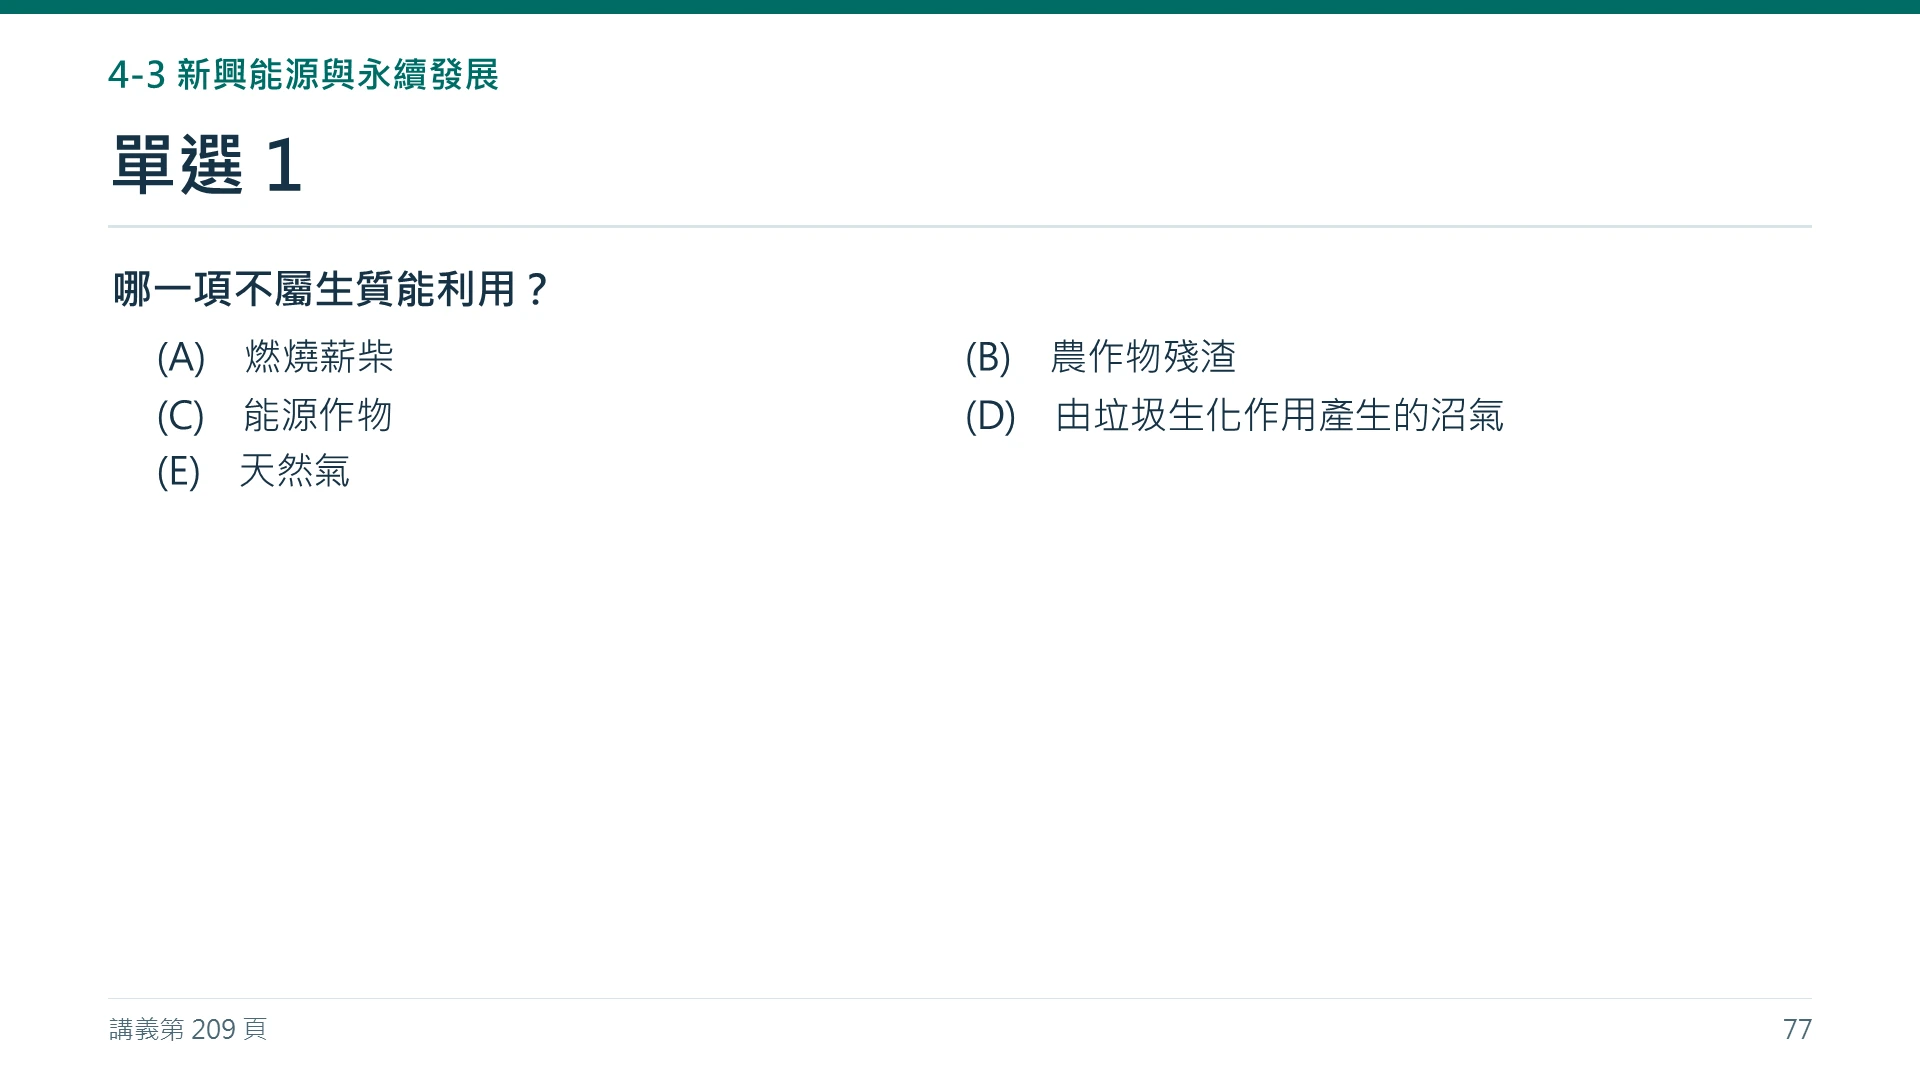 4-3 新興能源與永續發展
單選 1
哪一項不屬生質能利用？
(A) 燃燒薪柴
(B) 農作物殘渣
(C) 能源作物
(D) 由垃圾生化作用產生的沼氣
(E) 天然氣
講義第 209 頁
77